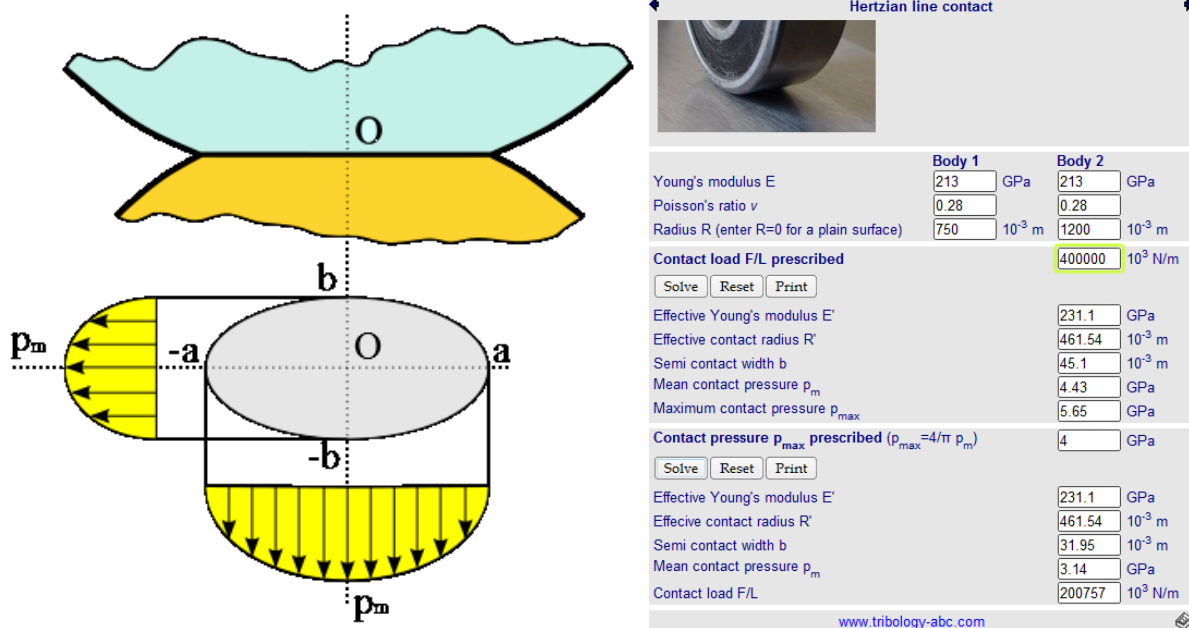 O
b
pm
-a
O
a
-b
pm
Hertzian line contact
Body 1 Body 2
Young's modulus E 213 GPa 213 GPa
Poisson's ratio ν 0.28 0.28
Radius R (enter R=0 for a plain surface) 750 10-3 m 1200 10-3 m
Contact load F/L prescribed 400000 103 N/m
Solve Reset Print
Effective Young's modulus E' 231.1 GPa
Effective contact radius R' 461.54 10-3 m
Semi contact width b 45.1 10-3 m
Mean contact pressure pm 4.43 GPa
Maximum contact pressure pmax 5.65 GPa
Contact pressure pmax prescribed (pmax=4/π pm) 4 GPa
Solve Reset Print
Effective Young's modulus E' 231.1 GPa
Effecive contact radius R' 461.54 10-3 m
Semi contact width b 31.95 10-3 m
Mean contact pressure pm 3.14 GPa
Contact load F/L 200757 103 N/m
www.tribology-abc.com